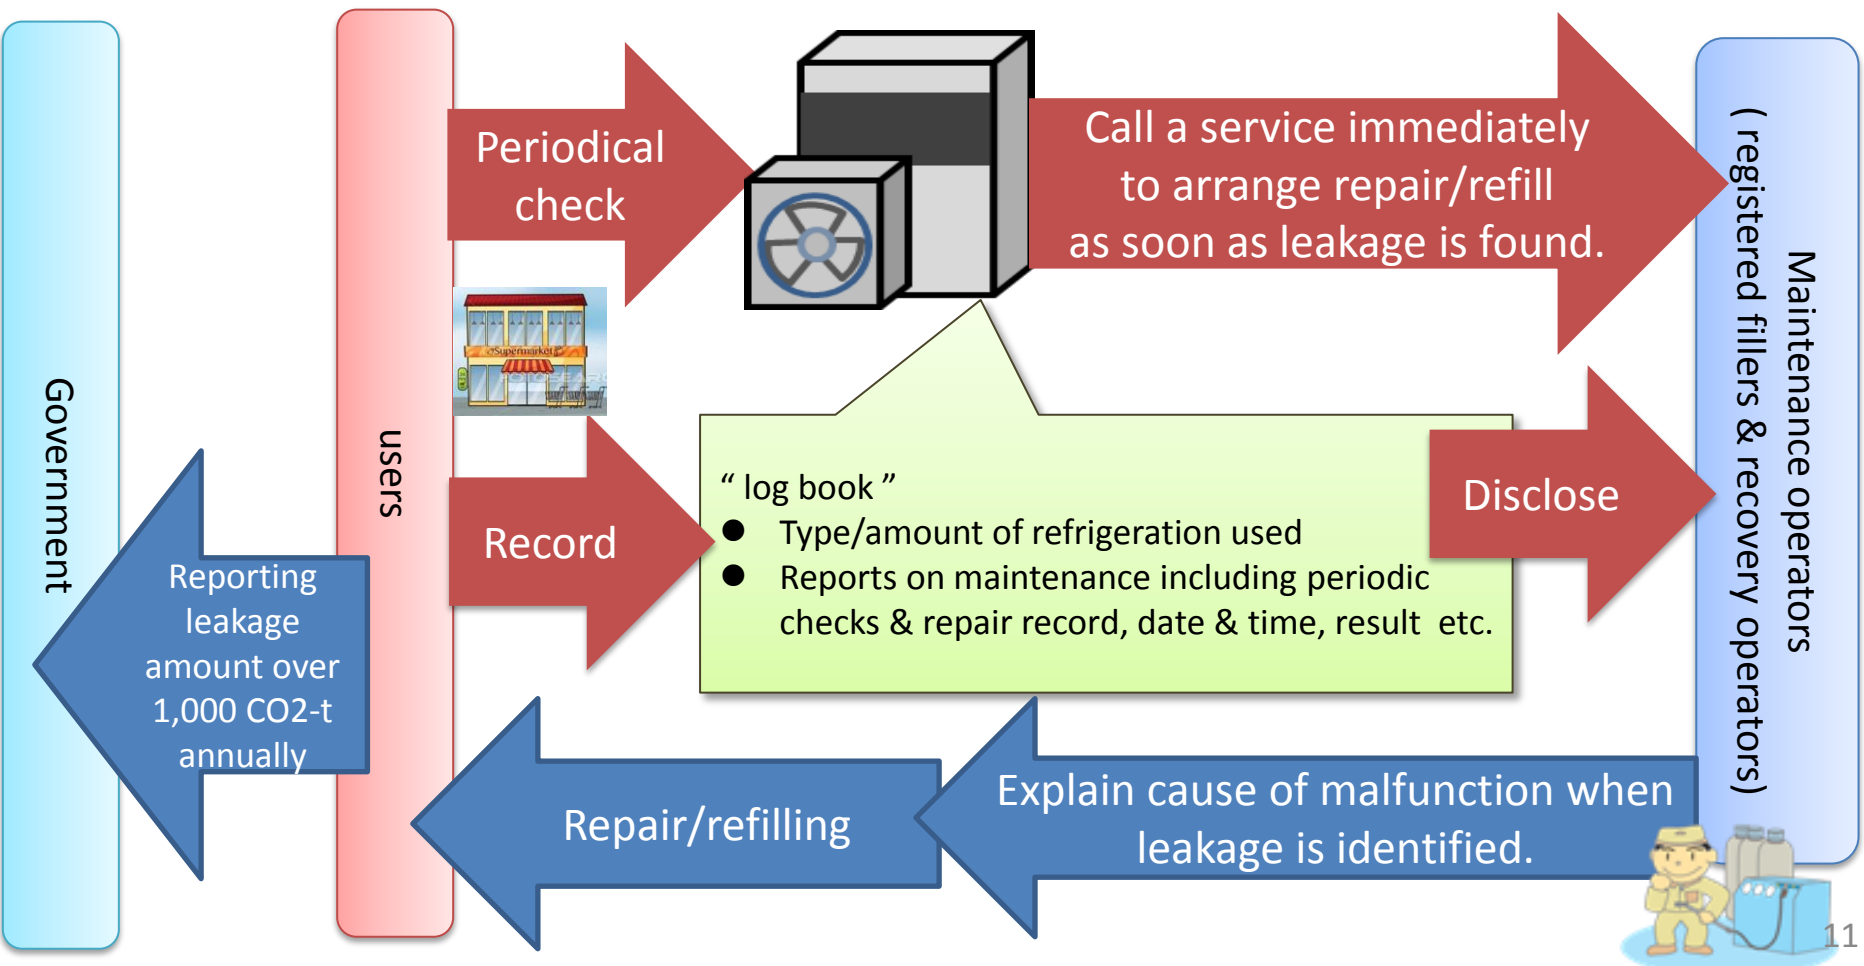 Government
users
Periodical
check
Call a service immediately
to arrange repair/refill
as soon as leakage is found.
Maintenance operators
( registered fillers & recovery operators)
Supermarket
Record
“ log book ”
● Type/amount of refrigeration used
● Reports on maintenance including periodic
checks & repair record, date & time, result etc.
Disclose
Reporting
leakage
amount over
1,000 CO2-t
annually
Repair/refilling
Explain cause of malfunction when
leakage is identified.
11